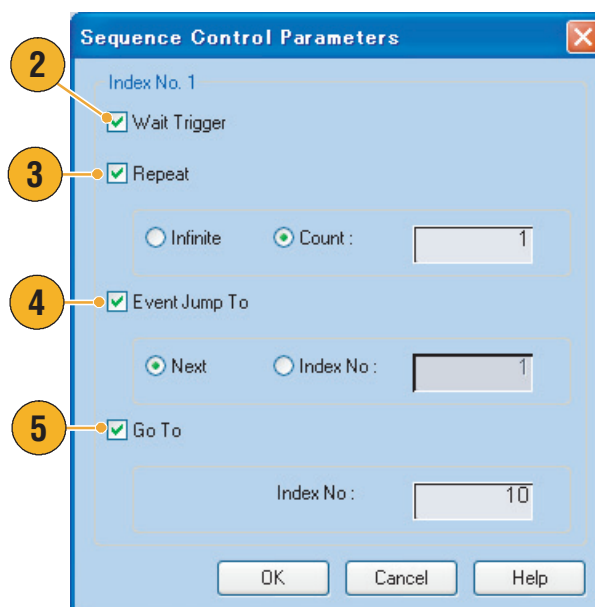 Sequence Control Parameters
2
Index No. 1
Wait Trigger
3
Repeat
Infinite Count : 1
4
Event Jump To
Next Index No : 1
5
Go To
Index No : 10
OK Cancel Help